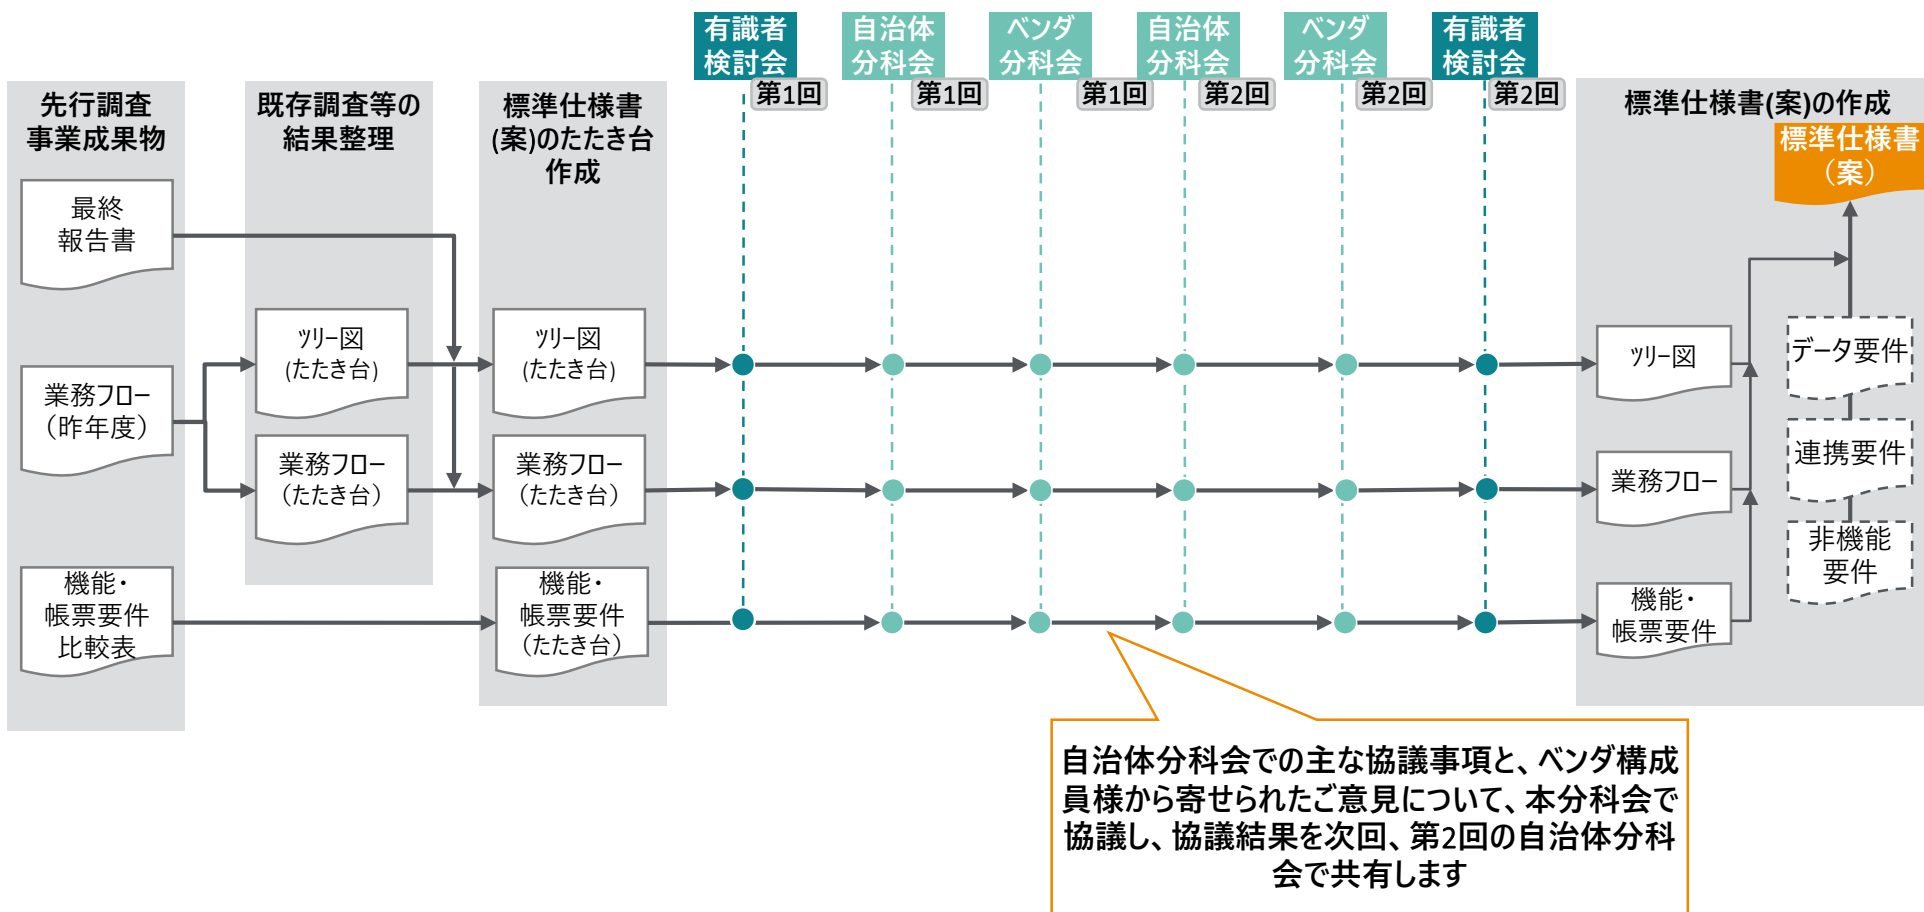 有識者
検討会
第1回
自治体
分科会
第1回
ベンダ
分科会
第1回
自治体
分科会
第2回
ベンダ
分科会
第2回
有識者
検討会
第2回
先行調査
事業成果物
最終
報告書
業務フロー
（昨年度）
機能・
帳票要件
比較表
既存調査等の
結果整理
ツリー図
(たたき台)
業務フロー
（たたき台）
標準仕様書
(案)のたたき台
作成
ツリー図
(たたき台)
業務フロー
（たたき台）
機能・
帳票要件
（たたき台）
標準仕様書(案)の作成
標準仕様書
（案）
ツリー図
業務フロー
機能・
帳票要件
データ要件
連携要件
非機能
要件
自治体分科会での主な協議事項と、ベンダ構成
員様から寄せられたご意見について、本分科会で
協議し、協議結果を次回、第2回の自治体分科
会で共有します